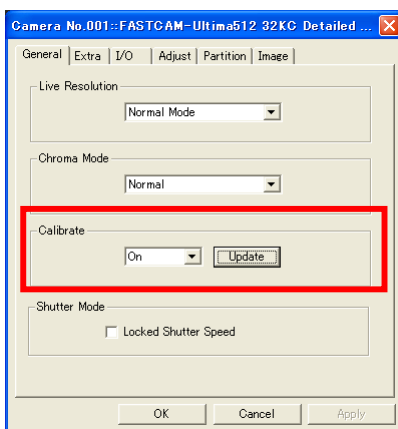 Camera No.001::FASTCAM-Ultima512 32KC Detailed ...
General Extra I/O Adjust Partition Image
Live Resolution
Normal Mode
Chroma Mode
Normal
Calibrate
On Update
Shutter Mode
Locked Shutter Speed
OK Cancel Apply